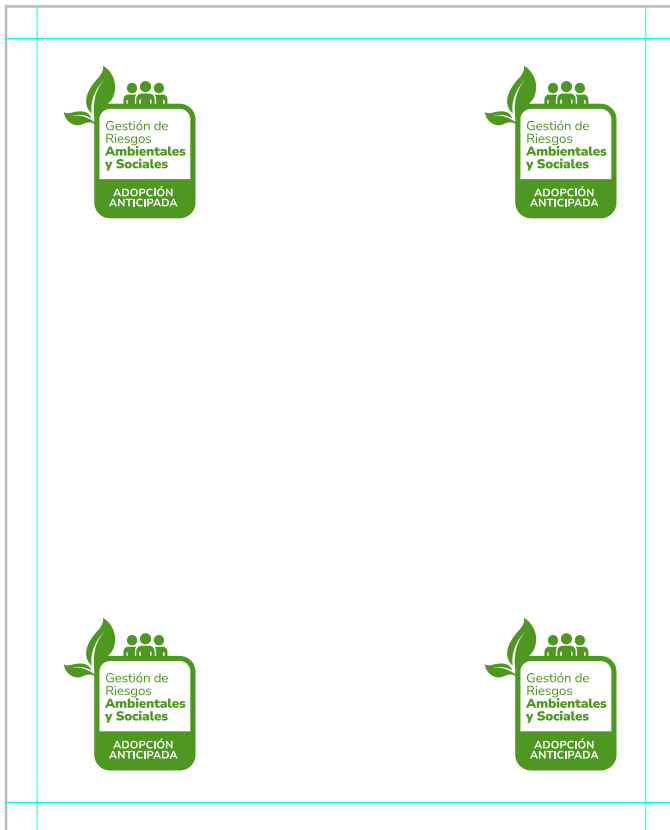 Gestión de
Riesgos
Ambientales
y Sociales
ADOPCIÓN
ANTICIPADA
Gestión de
Riesgos
Ambientales
y Sociales
ADOPCIÓN
ANTICIPADA
Gestión de
Riesgos
Ambientales
y Sociales
ADOPCIÓN
ANTICIPADA
Gestión de
Riesgos
Ambientales
y Sociales
ADOPCIÓN
ANTICIPADA